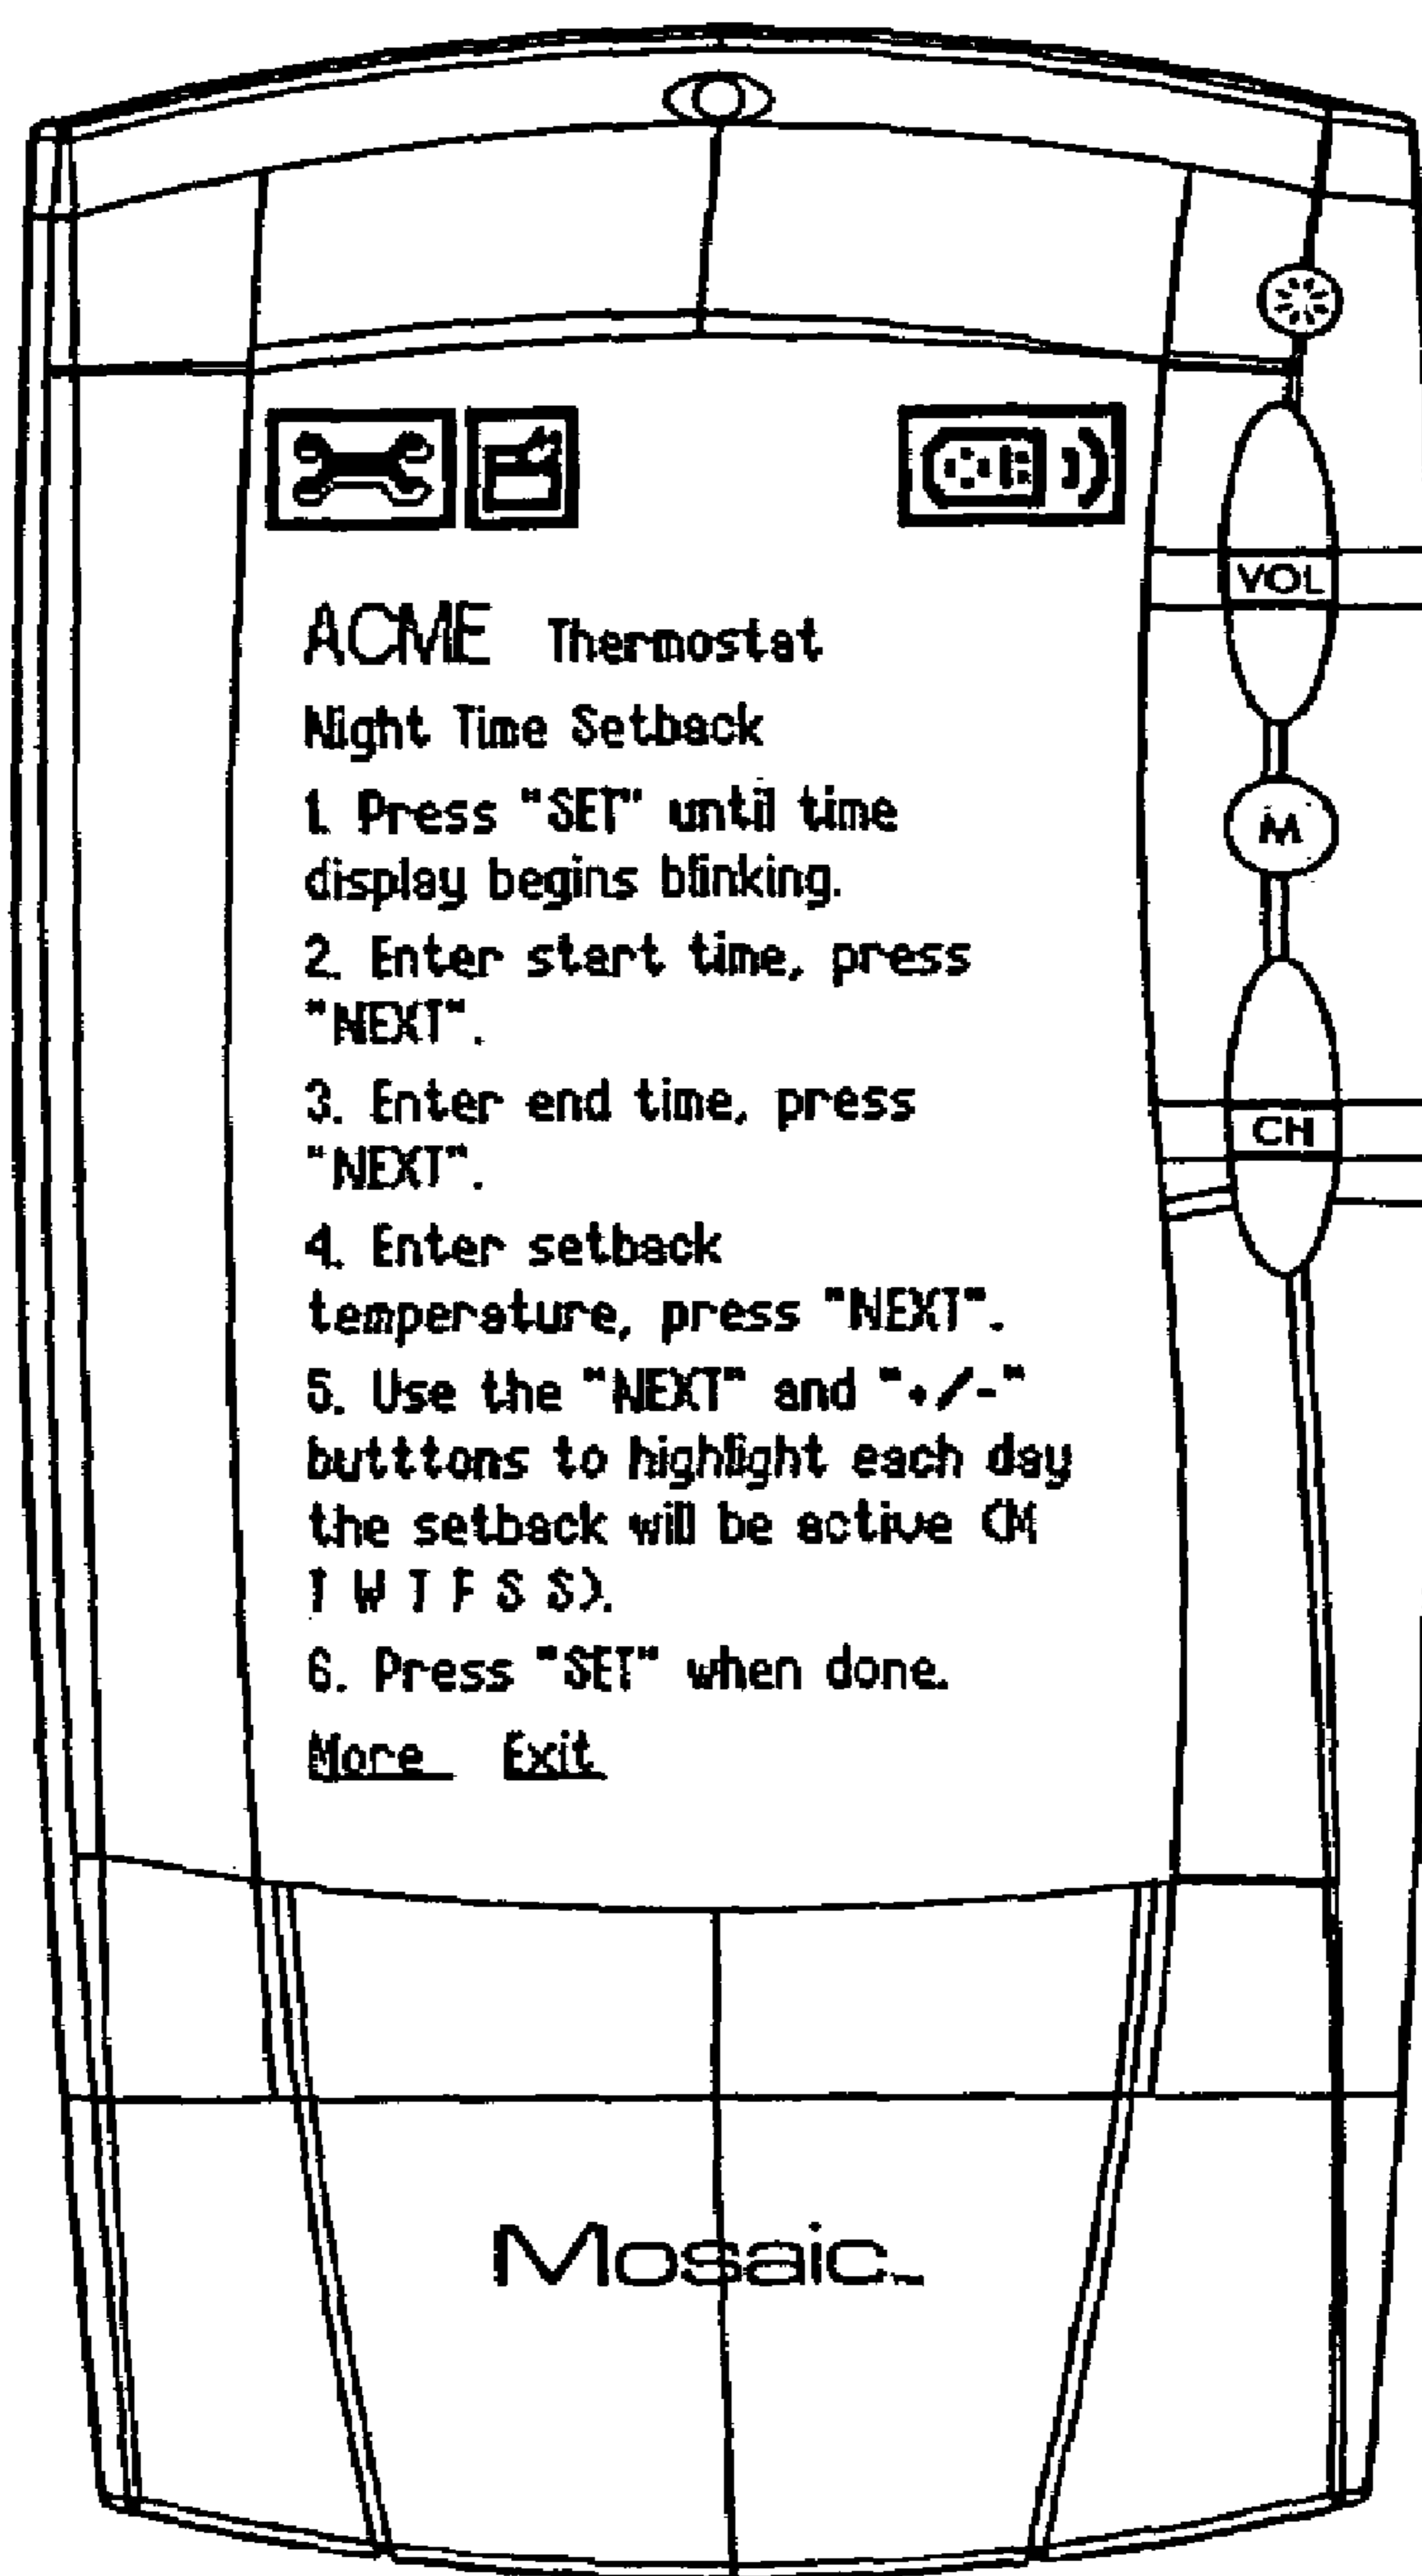 ACME Thermostat
Night Time Setback
1. Press "SET" until time
display begins blinking.
2. Enter start time, press
"NEXT".
3. Enter end time, press
"NEXT".
4. Enter setback
temperature, press "NEXT".
5. Use the "NEXT" and "+/-"
butttons to highlight each day
the setback will be active (M
T W T F S S).
6. Press "SET" when done.
More Exit
VOL
M
CH
Mosaic™